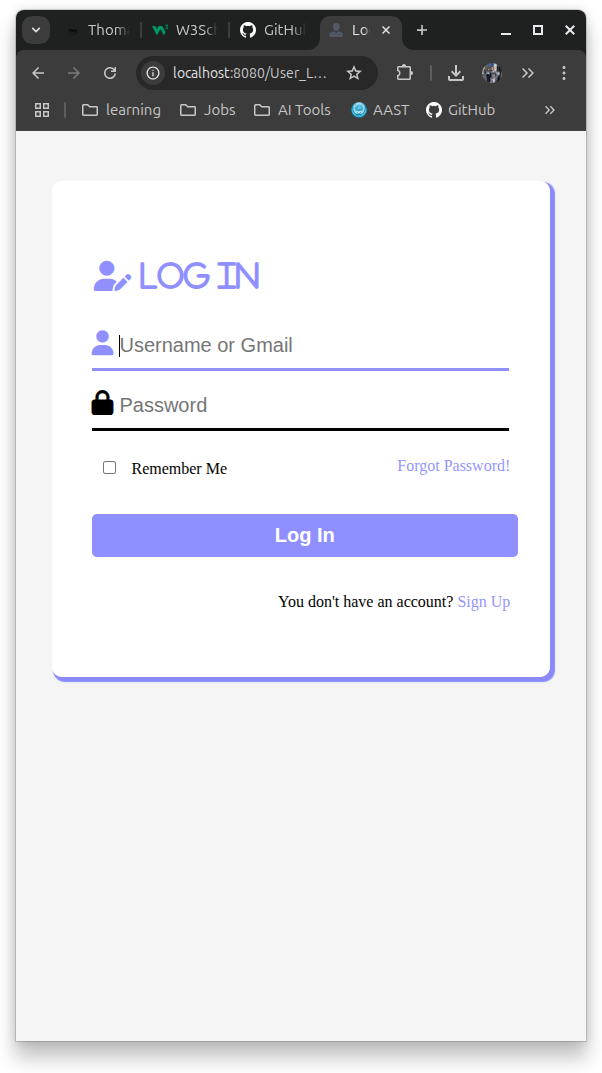 Thoma
W3Sch
GitHu
Lo
localhost:8080/User_L...
learning
Jobs
AI Tools
AAST
GitHub
LOG IN
Username or Gmail
Password
Remember Me
Forgot Password!
Log In
You don't have an account? Sign Up